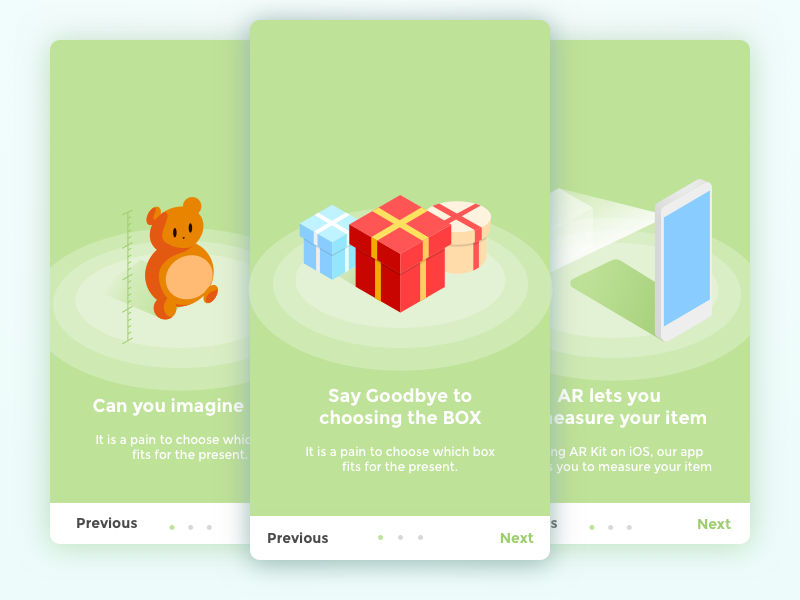 Can you imagine
It is a pain to choose
fits for the present.
Previous
Say Goodbye to
choosing the BOX
It is a pain to choose which box
fits for the present.
Previous
Next
AR lets you
your item
AR Kit on iOS, our app
you to measure your item
Next